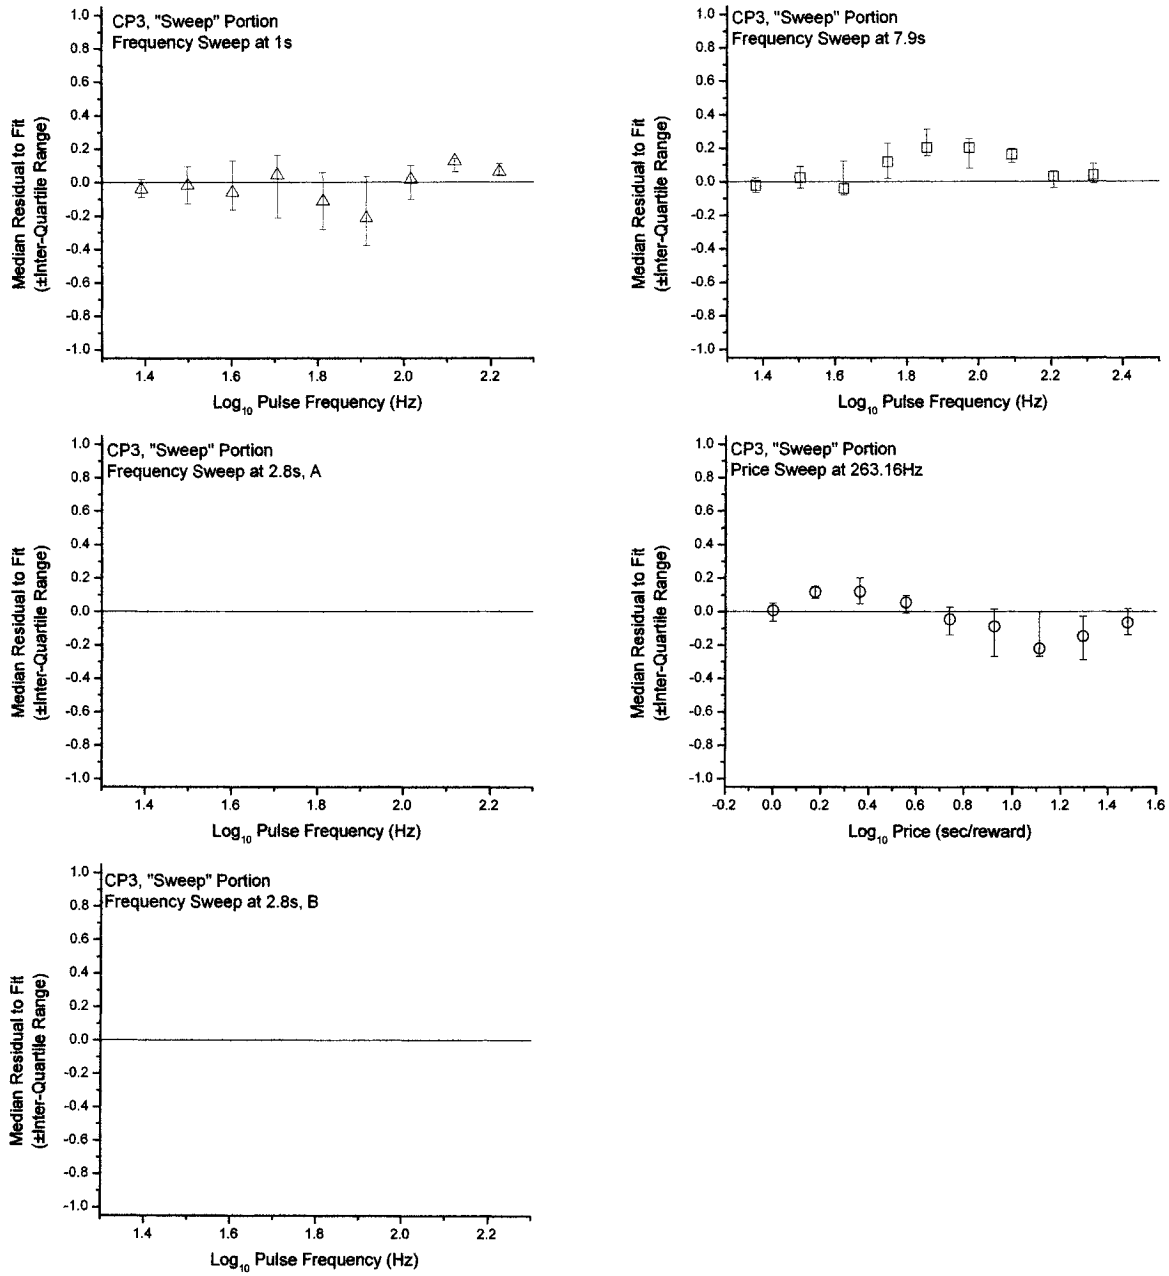 CP3, "Sweep" Portion
Frequency Sweep at 1s
Median Residual to Fit
(±Inter-Quartile Range)
1.0
0.8
0.6
0.4
0.2
0.0
-0.2
-0.4
-0.6
-0.8
-1.0
1.4 1.6 1.8 2.0 2.2
Log10 Pulse Frequency (Hz)
CP3, "Sweep" Portion
Frequency Sweep at 7.9s
Median Residual to Fit
(±Inter-Quartile Range)
1.0
0.8
0.6
0.4
0.2
0.0
-0.2
-0.4
-0.6
-0.8
-1.0
1.4 1.6 1.8 2.0 2.2 2.4
Log10 Pulse Frequency (Hz)
CP3, "Sweep" Portion
Frequency Sweep at 2.8s, A
Median Residual to Fit
(±Inter-Quartile Range)
1.0
0.8
0.6
0.4
0.2
0.0
-0.2
-0.4
-0.6
-0.8
-1.0
1.4 1.6 1.8 2.0 2.2
Log10 Pulse Frequency (Hz)
CP3, "Sweep" Portion
Price Sweep at 263.16Hz
Median Residual to Fit
(±Inter-Quartile Range)
1.0
0.8
0.6
0.4
0.2
0.0
-0.2
-0.4
-0.6
-0.8
-1.0
-0.2 0.0 0.2 0.4 0.6 0.8 1.0 1.2 1.4 1.6
Log10 Price (sec/reward)
CP3, "Sweep" Portion
Frequency Sweep at 2.8s, B
Median Residual to Fit
(±Inter-Quartile Range)
1.0
0.8
0.6
0.4
0.2
0.0
-0.2
-0.4
-0.6
-0.8
-1.0
1.4 1.6 1.8 2.0 2.2
Log10 Pulse Frequency (Hz)